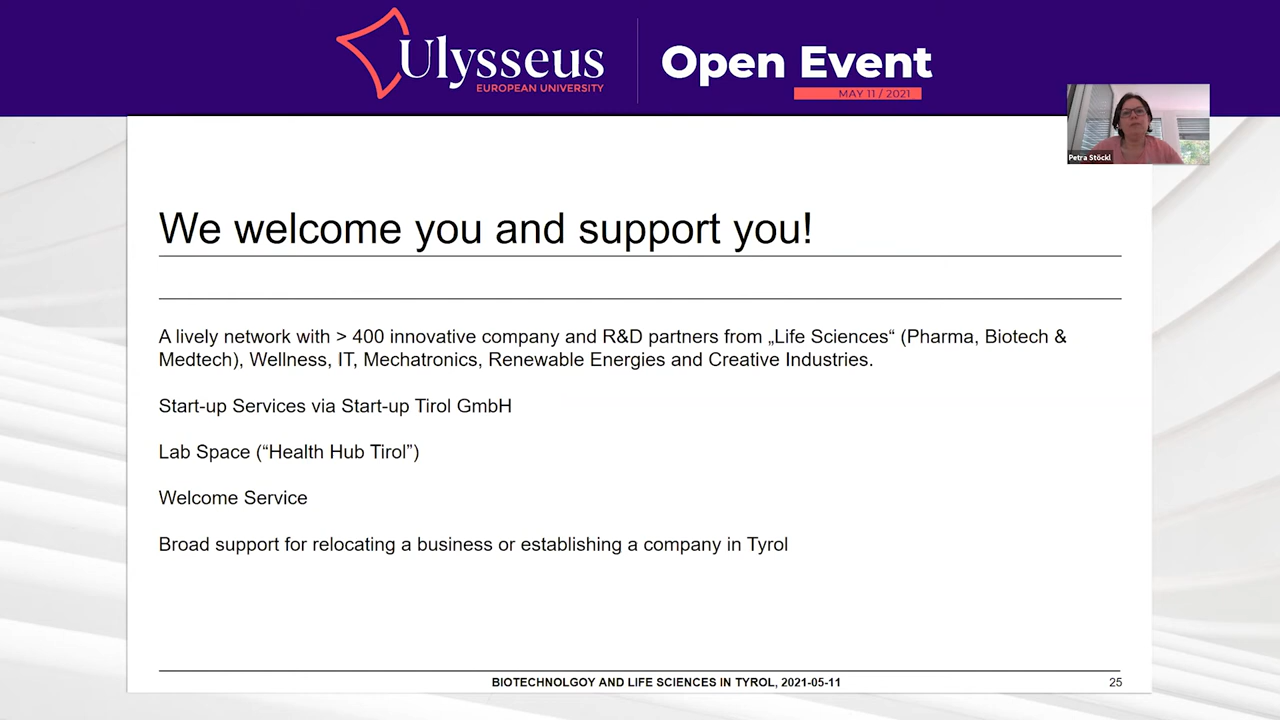 Ulysseus
EUROPEAN UNIVERSITY
Open Event
MAY 11 / 2021
Petra Stöckl
We welcome you and support you!
A lively network with > 400 innovative company and R&D partners from „Life Sciences“ (Pharma, Biotech &
Medtech), Wellness, IT, Mechatronics, Renewable Energies and Creative Industries.
Start-up Services via Start-up Tirol GmbH
Lab Space (“Health Hub Tirol”)
Welcome Service
Broad support for relocating a business or establishing a company in Tyrol
BIOTECHNOLGOY AND LIFE SCIENCES IN TYROL, 2021-05-11
25